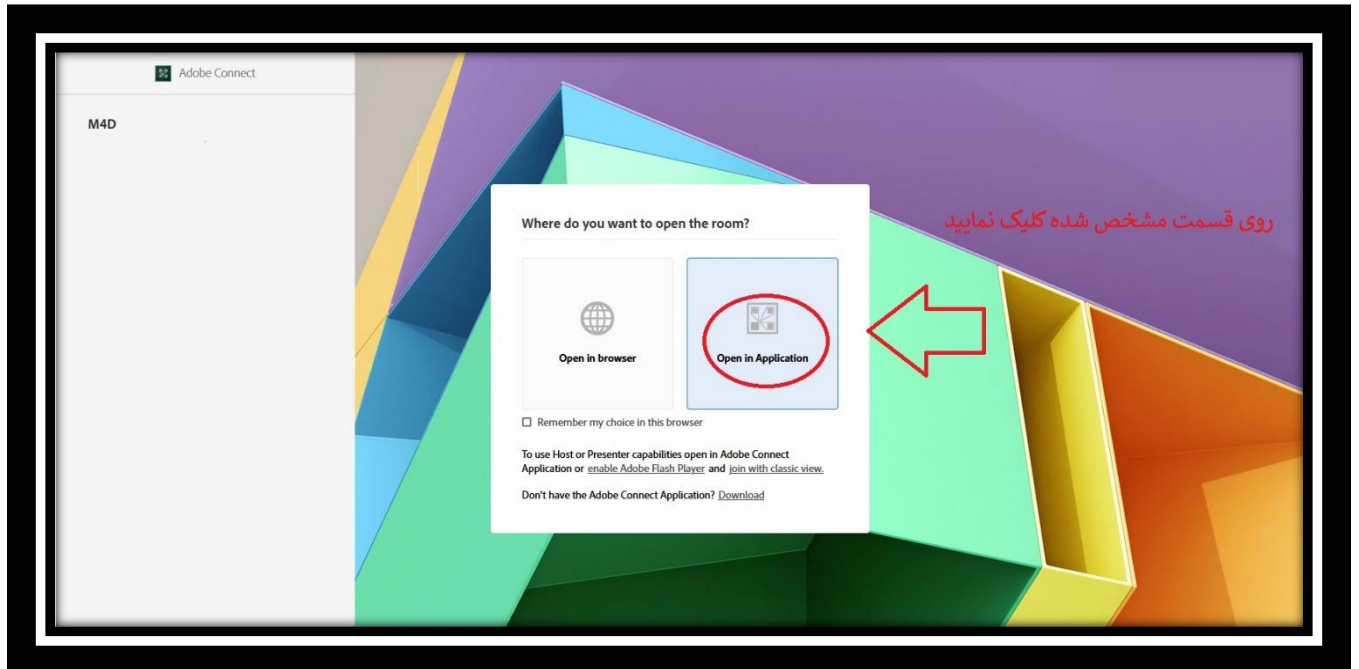 Adobe Connect
M4D
Where do you want to open the room?
روی قسمت مشخص شده کلیک نمایید
Open in browser
Open in Application
Remember my choice in this browser
To use Host or Presenter capabilities open in Adobe Connect
Application or enable Adobe Flash Player and join with classic view.
Don't have the Adobe Connect Application? Download